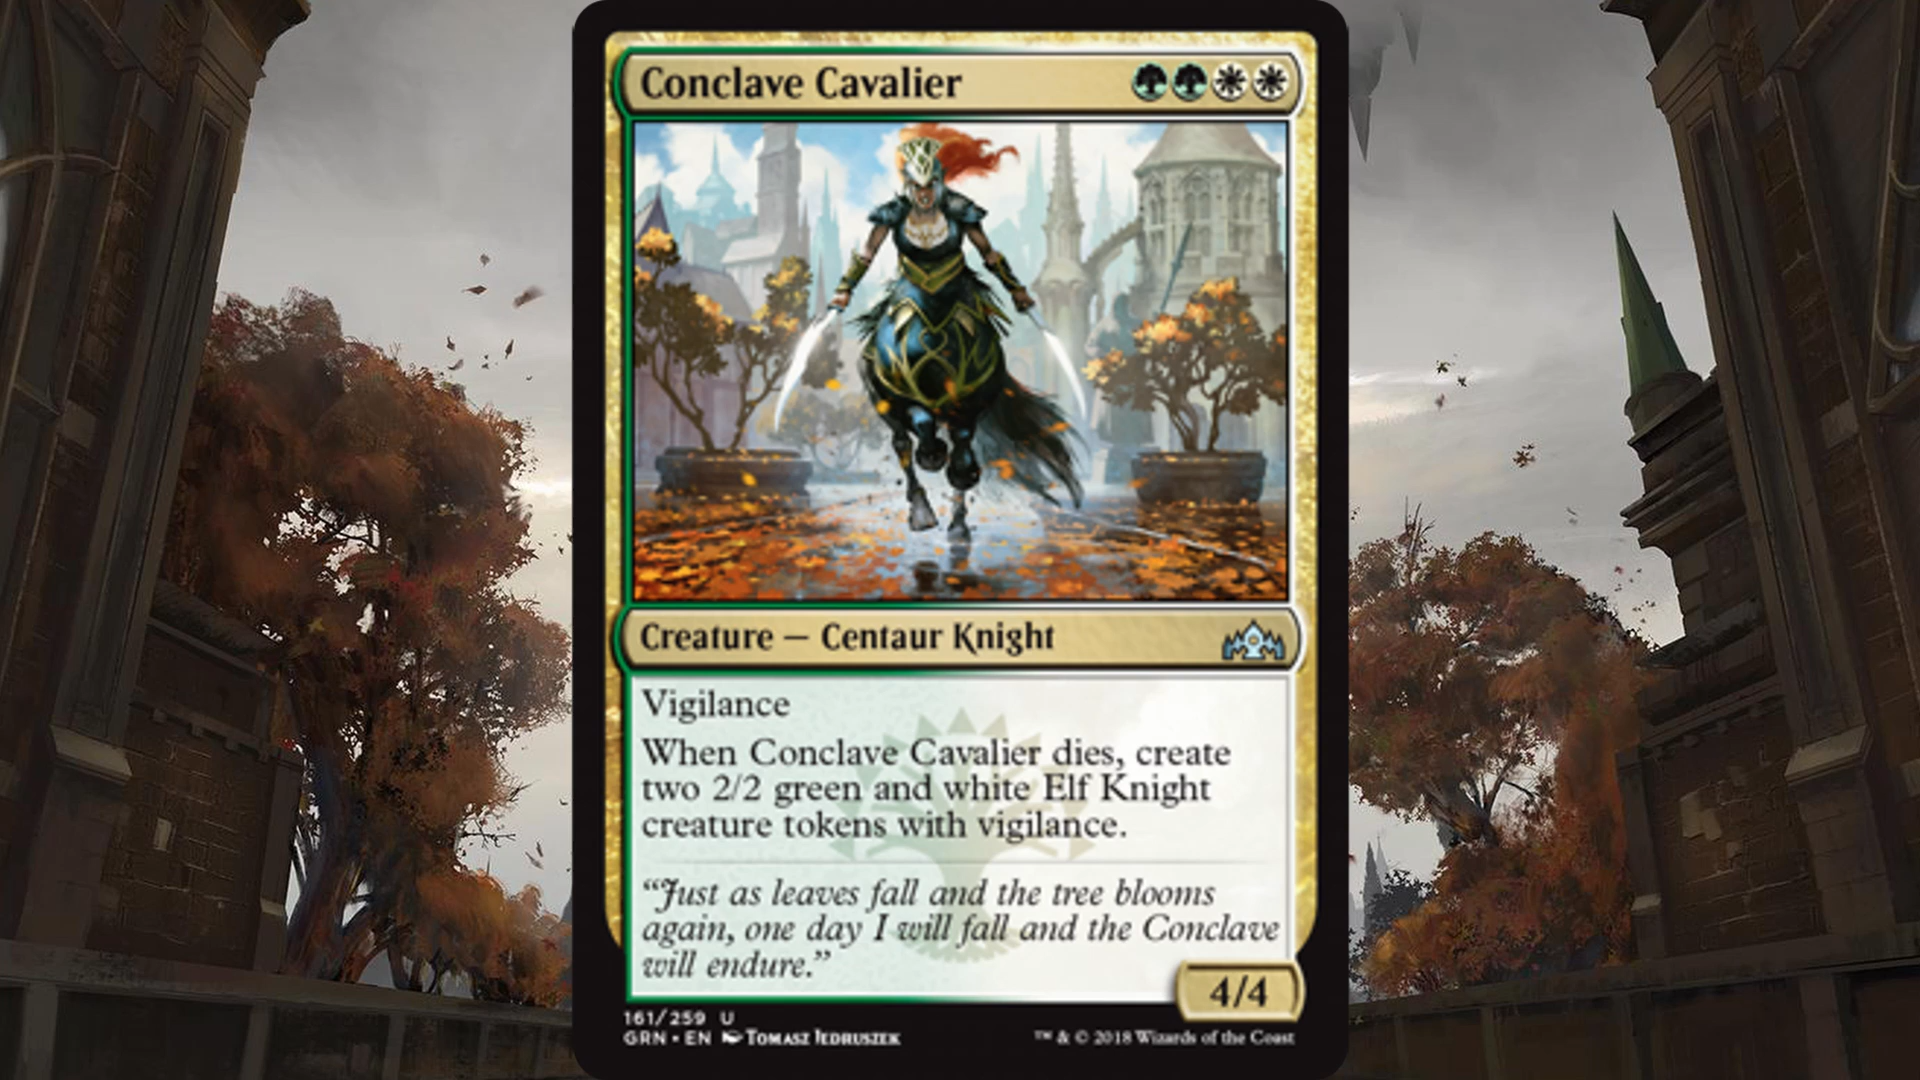 Conclave Cavalier
Creature — Centaur Knight
Vigilance
When Conclave Cavalier dies, create
two 2/2 green and white Elf Knight
creature tokens with vigilance.
“Just as leaves fall and the tree blooms
again, one day I will fall and the Conclave
will endure.”
4/4
161/259 U
GRN • EN Tomasz Jedruszek
™ & © 2018 Wizards of the Coast